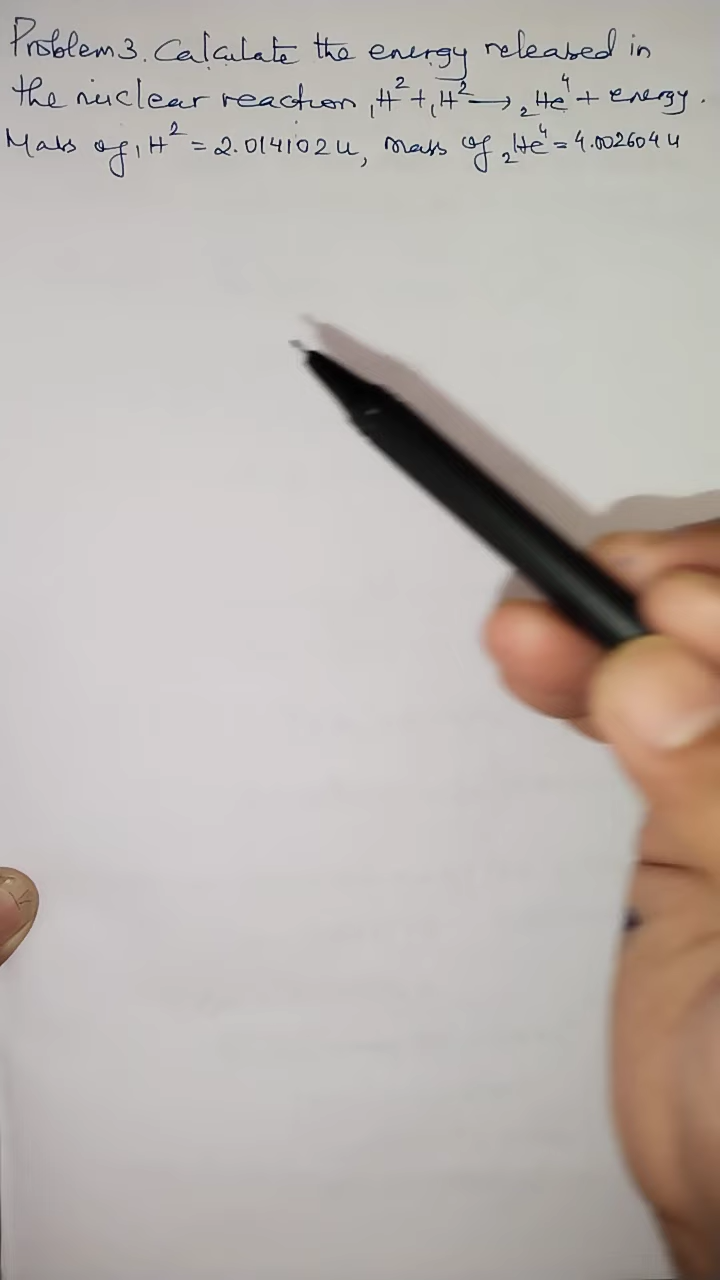 Problem 3. Calculate the energy released in
the nuclear reaction ₁H² + ₁H² → ₂He⁴ + energy.
Mass of ₁H² = 2.014102 u, mass of ₂He⁴ = 4.002604 u